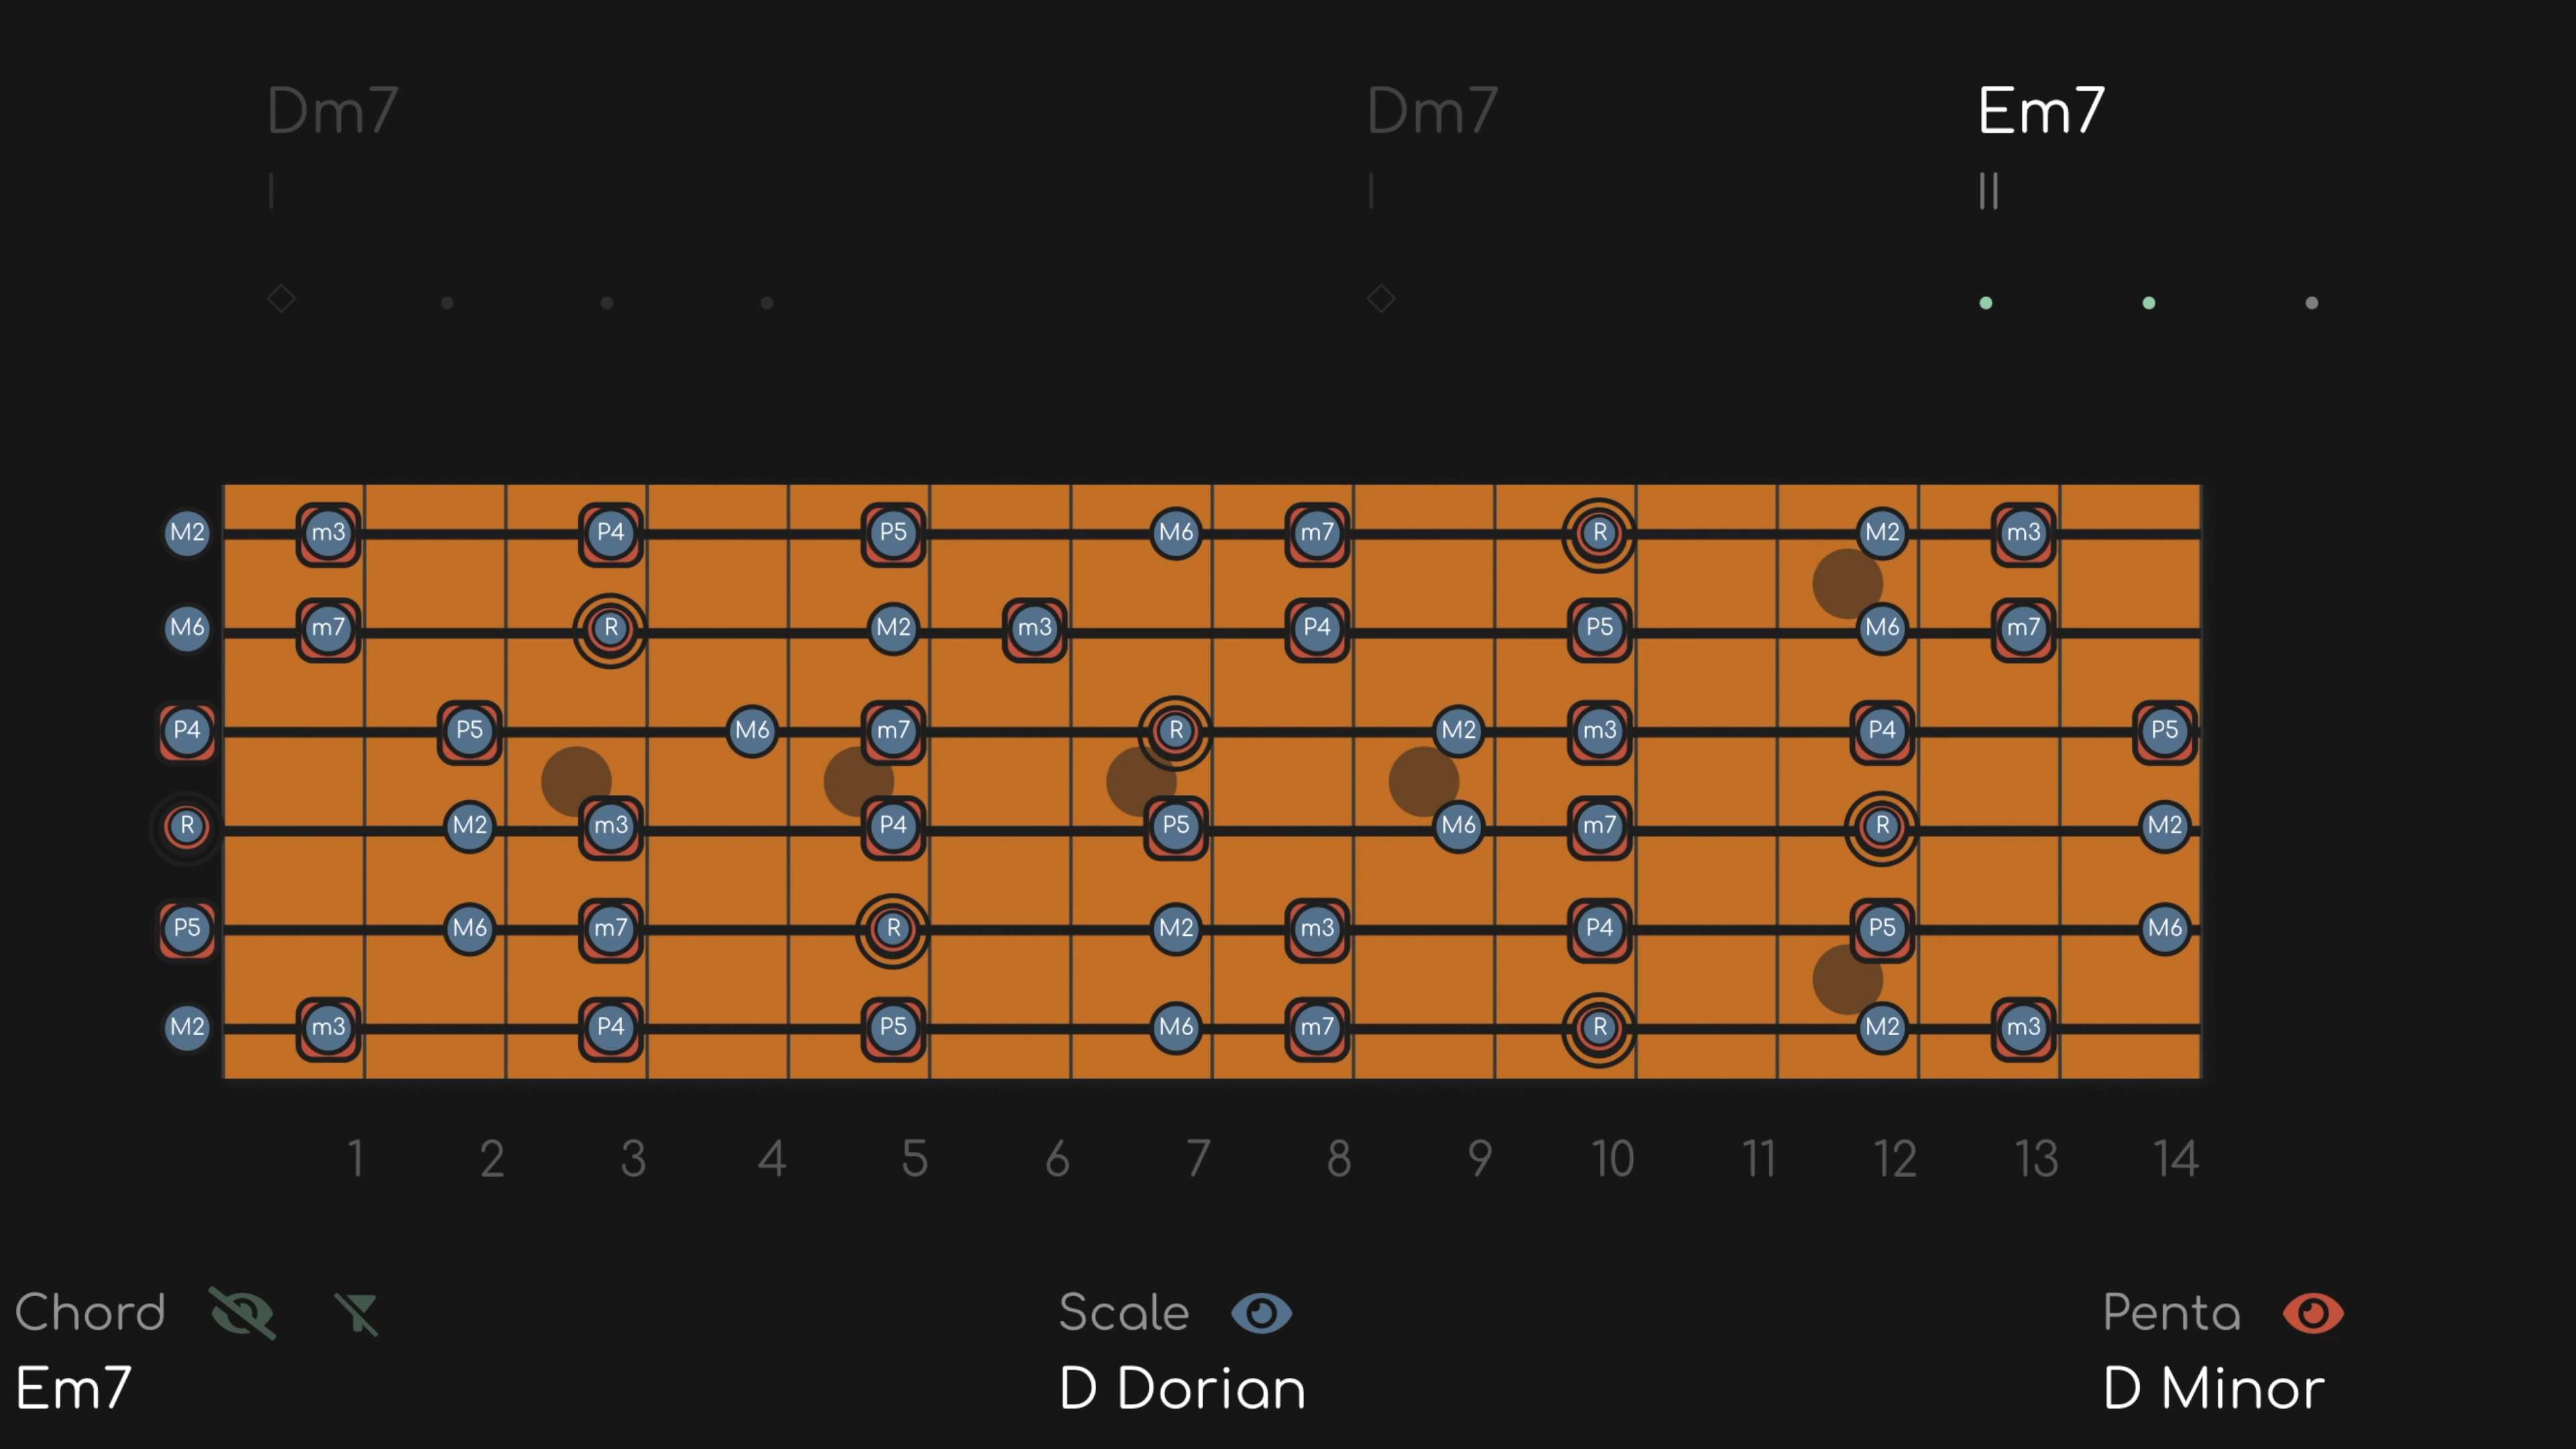 Dm7 Dm7 Em7
I I II
M2 m3 P4 P5 M6 m7 R M2 m3
M6 m7 R M2 m3 P4 P5 M6 m7
P4 P5 M6 m7 R M2 m3 P4 P5
R M2 m3 P4 P5 M6 m7 R M2
P5 M6 m7 R M2 m3 P4 P5 M6
M2 m3 P4 P5 M6 m7 R M2 m3
1 2 3 4 5 6 7 8 9 10 11 12 13 14
Chord Scale Penta
Em7 D Dorian D Minor